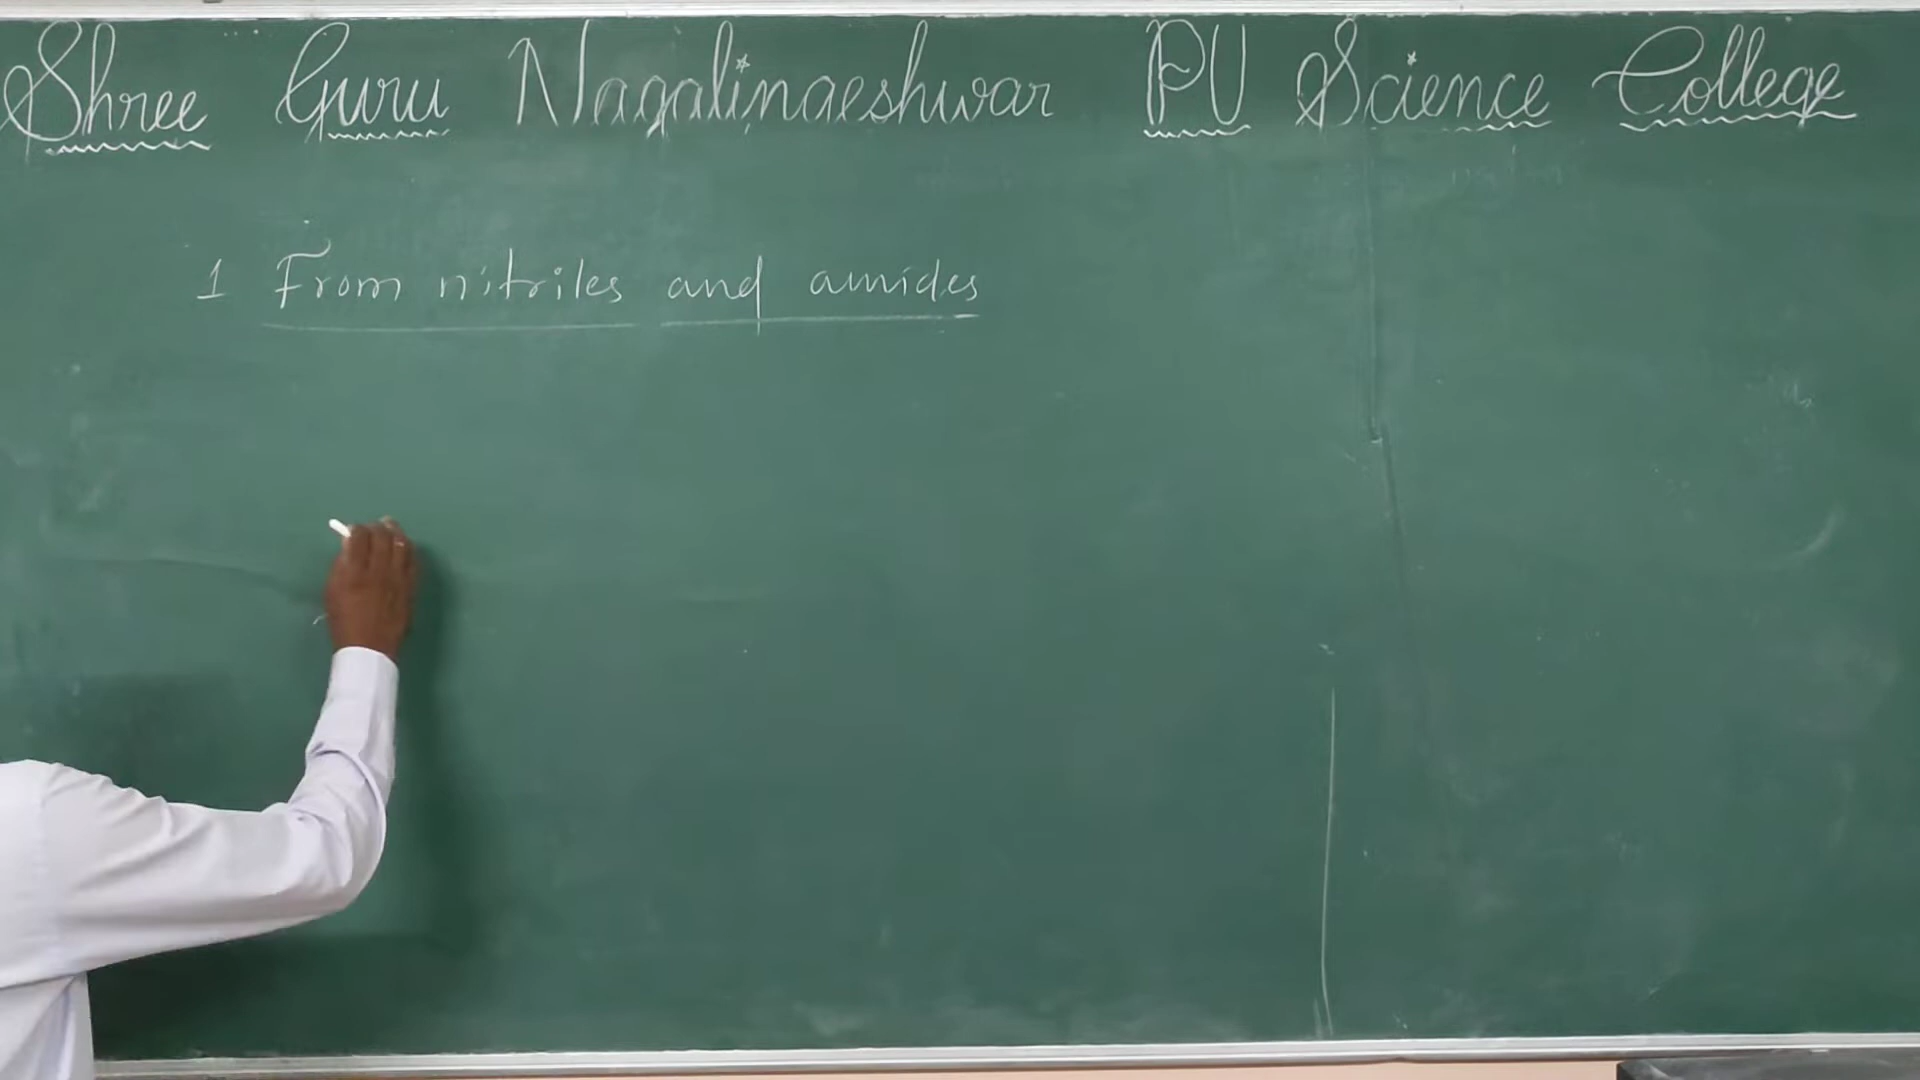 Shree Guru Nagalinaeshwar PU Science College
1 From nitriles and amides